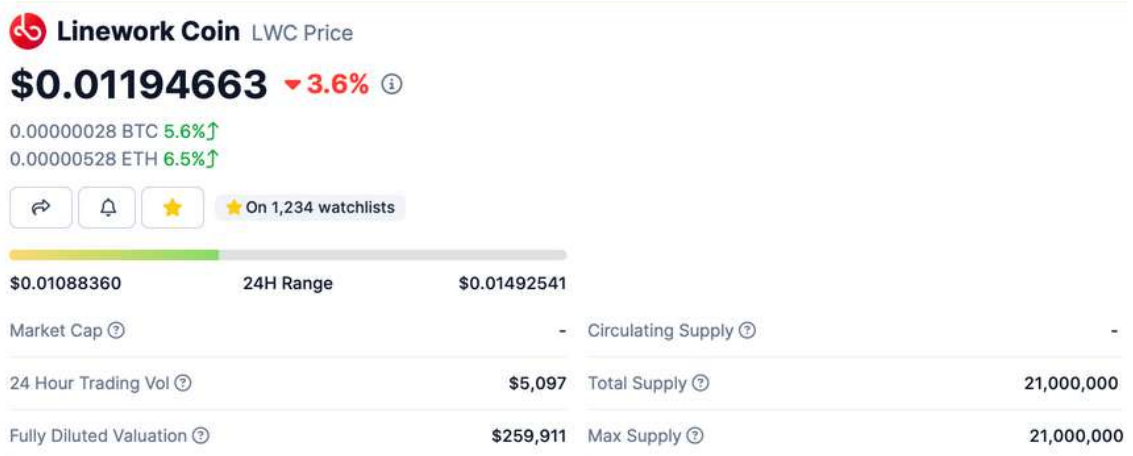 Linework Coin LWC Price
$0.01194663 3.6%
0.00000028 BTC 5.6%
0.00000528 ETH 6.5%
On 1,234 watchlists
$0.01088360 24H Range $0.01492541
Market Cap - Circulating Supply -
24 Hour Trading Vol $5,097 Total Supply 21,000,000
Fully Diluted Valuation $259,911 Max Supply 21,000,000